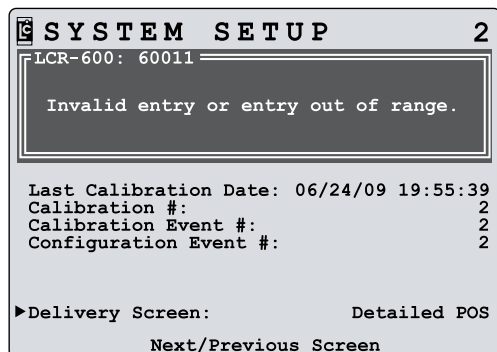 C SYSTEM SETUP 2
LCR-600: 60011
Invalid entry or entry out of range.
Last Calibration Date: 06/24/09 19:55:39
Calibration #: 2
Calibration Event #: 2
Configuration Event #: 2
▶Delivery Screen: Detailed POS
Next/Previous Screen